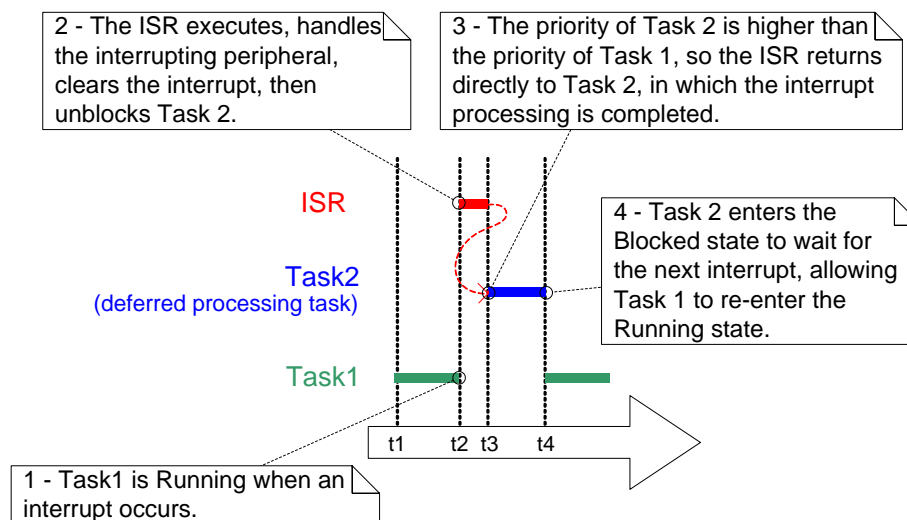 2 - The ISR executes, handles
the interrupting peripheral,
clears the interrupt, then
unblocks Task 2.
3 - The priority of Task 2 is higher than
the priority of Task 1, so the ISR returns
directly to Task 2, in which the interrupt
processing is completed.
ISR
4 - Task 2 enters the
Blocked state to wait for
the next interrupt, allowing
Task 1 to re-enter the
Running state.
Task2
(deferred processing task)
Task1
t1 t2 t3 t4
1 - Task1 is Running when an
interrupt occurs.